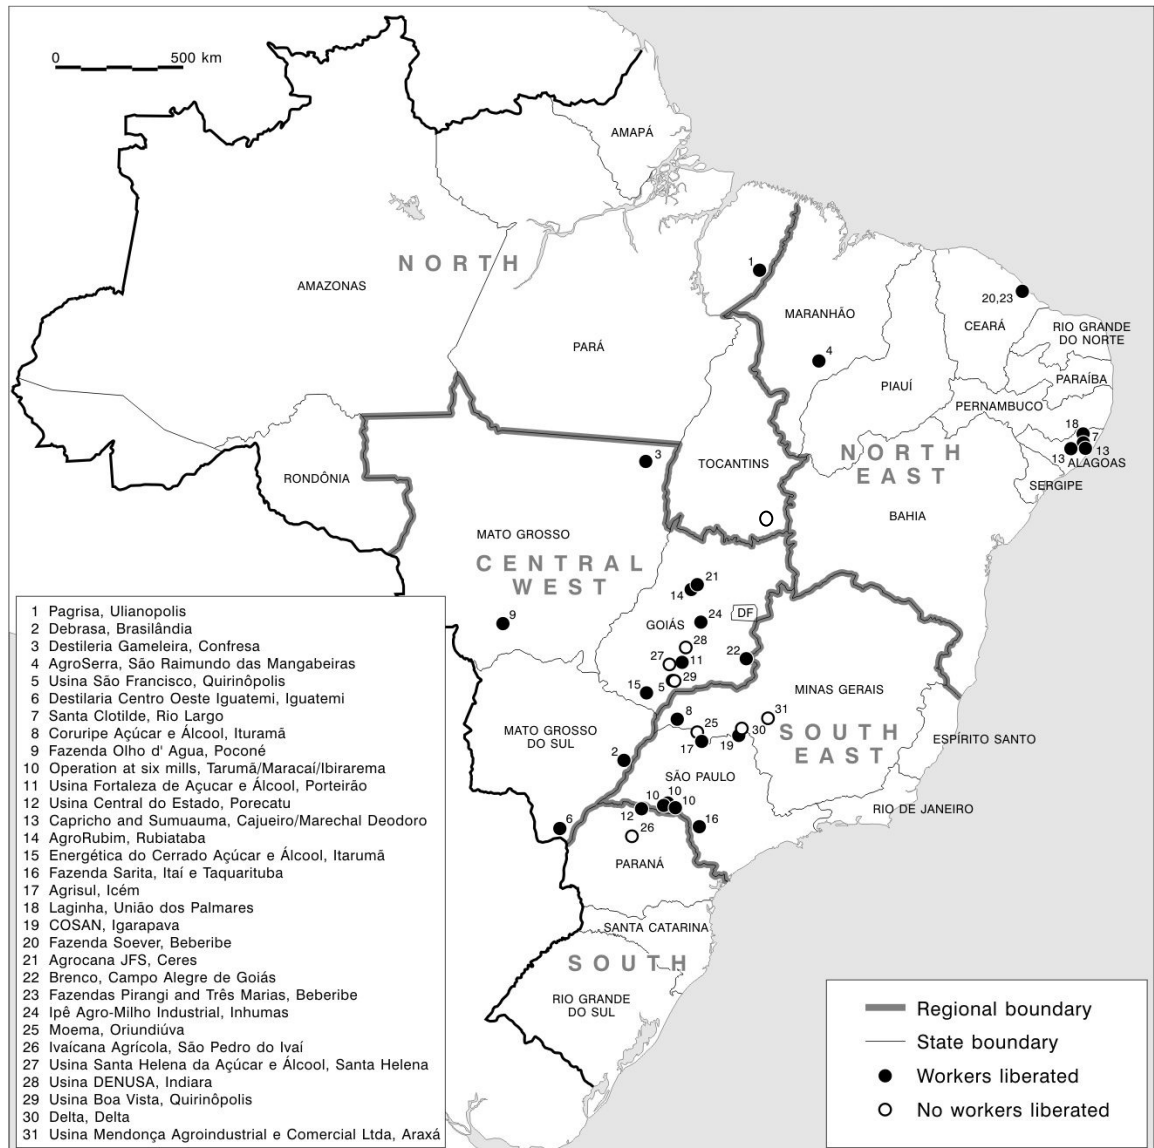 0 500 km
AMAPÁ
NORTH
AMAZONAS
PARÁ
1
MARANHÃO
4
20,23
CEARÁ
RIO GRANDE
DO NORTE
PARAÍBA
PIAUÍ
PERNAMBUCO
18
7
13
13
ALAGOAS
SERGIPE
NORTH
EAST
BAHIA
TOCANTINS
3
RONDÔNIA
MATO GROSSO
CENTRAL
WEST
9
21
14
24
DF
GOIÁS
28
27
11
22
29
5
15
MINAS GERAIS
8
31
25
30
17
19
SOUTH
EAST
ESPÍRITO SANTO
MATO GROSSO
DO SUL
2
SÃO PAULO
RIO DE JANEIRO
10
10
10
12
16
6
26
PARANÁ
SANTA CATARINA
SOUTH
RIO GRANDE
DO SUL
1 Pagrisa, Ulianopolis
2 Debrasa, Brasilândia
3 Destileria Gameleira, Confresa
4 AgroSerra, São Raimundo das Mangabeiras
5 Usina São Francisco, Quirinôpolis
6 Destilaria Centro Oeste Iguatemi, Iguatemi
7 Santa Clotilde, Rio Largo
8 Coruripe Açúcar e Álcool, Ituramã
9 Fazenda Olho d' Agua, Poconé
10 Operation at six mills, Tarumã/Maracaí/Ibirarema
11 Usina Fortaleza de Açucar e Álcool, Porteirão
12 Usina Central do Estado, Porecatu
13 Capricho and Sumuauma, Cajueiro/Marechal Deodoro
14 AgroRubim, Rubiataba
15 Energética do Cerrado Açúcar e Álcool, Itarumã
16 Fazenda Sarita, Itaí e Taquarituba
17 Agrisul, Icém
18 Laginha, União dos Palmares
19 COSAN, Igarapava
20 Fazenda Soever, Beberibe
21 Agrocana JFS, Ceres
22 Brenco, Campo Alegre de Goiás
23 Fazendas Pirangi and Três Marias, Beberibe
24 Ipê Agro-Milho Industrial, Inhumas
25 Moema, Oriundiúva
26 Ivaícana Agrícola, São Pedro do Ivaí
27 Usina Santa Helena da Açúcar e Álcool, Santa Helena
28 Usina DENUSA, Indiara
29 Usina Boa Vista, Quirinôpolis
30 Delta, Delta
31 Usina Mendonça Agroindustrial e Comercial Ltda, Araxá
Regional boundary
State boundary
Workers liberated
No workers liberated